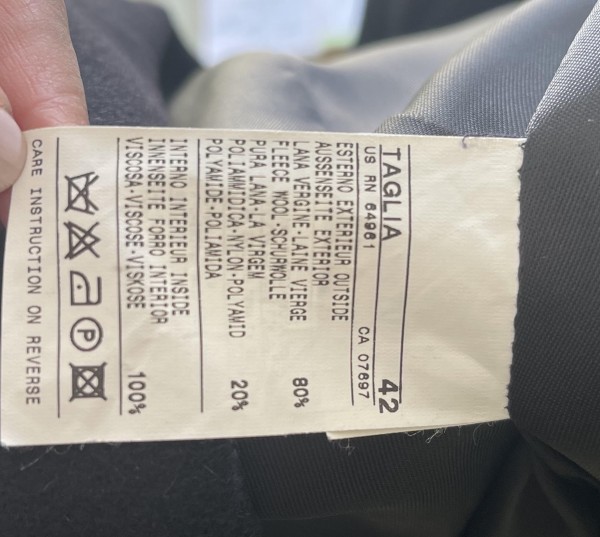 TAGLIA 42
US RN 64981 CA 07897
ESTERNO EXTERIEUR OUTSIDE
AUSSENSEITE EXTERIOR
LANA VERGINE-LAINE VIERGE
FLEECE WOOL-SCHURWOLLE 80%
PURA LANA-LA VIRGEM
POLIAMMIDICA-NYLON-POLYAMID
POLYAMIDE-POLIAMIDA 20%
INTERNO INTERIEUR INSIDE
INNENSEITE FORRO INTERIOR
VISCOSA-VISCOSE-VISKOSE 100%
P
CARE INSTRUCTION ON REVERSE